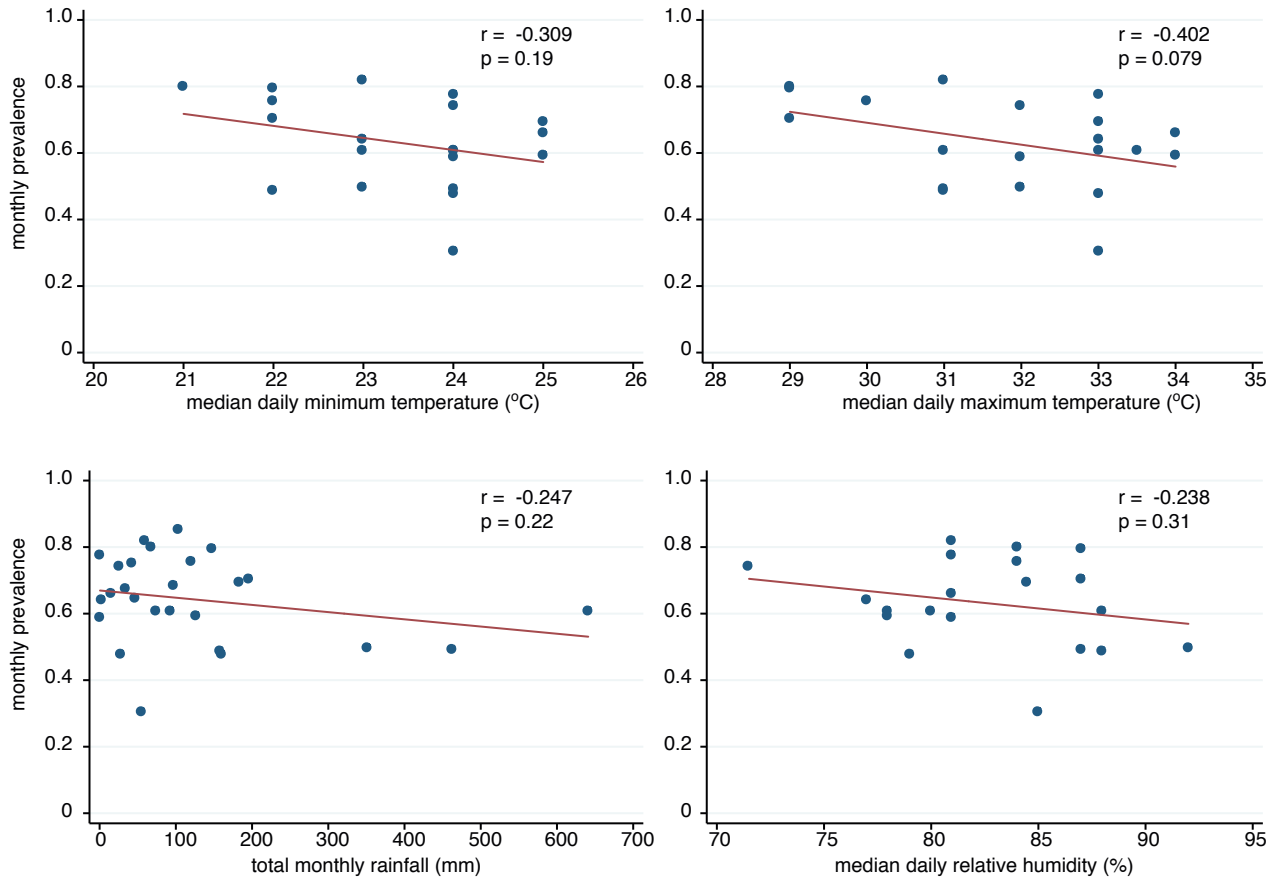 1.0
0.8
0.6
0.4
0.2
0
monthly prevalence
r = -0.309
p = 0.19
20 21 22 23 24 25 26
median daily minimum temperature (°C)
1.0
0.8
0.6
0.4
0.2
0
r = -0.402
p = 0.079
28 29 30 31 32 33 34 35
median daily maximum temperature (°C)
1.0
0.8
0.6
0.4
0.2
0
monthly prevalence
r = -0.247
p = 0.22
0 100 200 300 400 500 600 700
total monthly rainfall (mm)
1.0
0.8
0.6
0.4
0.2
0
r = -0.238
p = 0.31
70 75 80 85 90 95
median daily relative humidity (%)